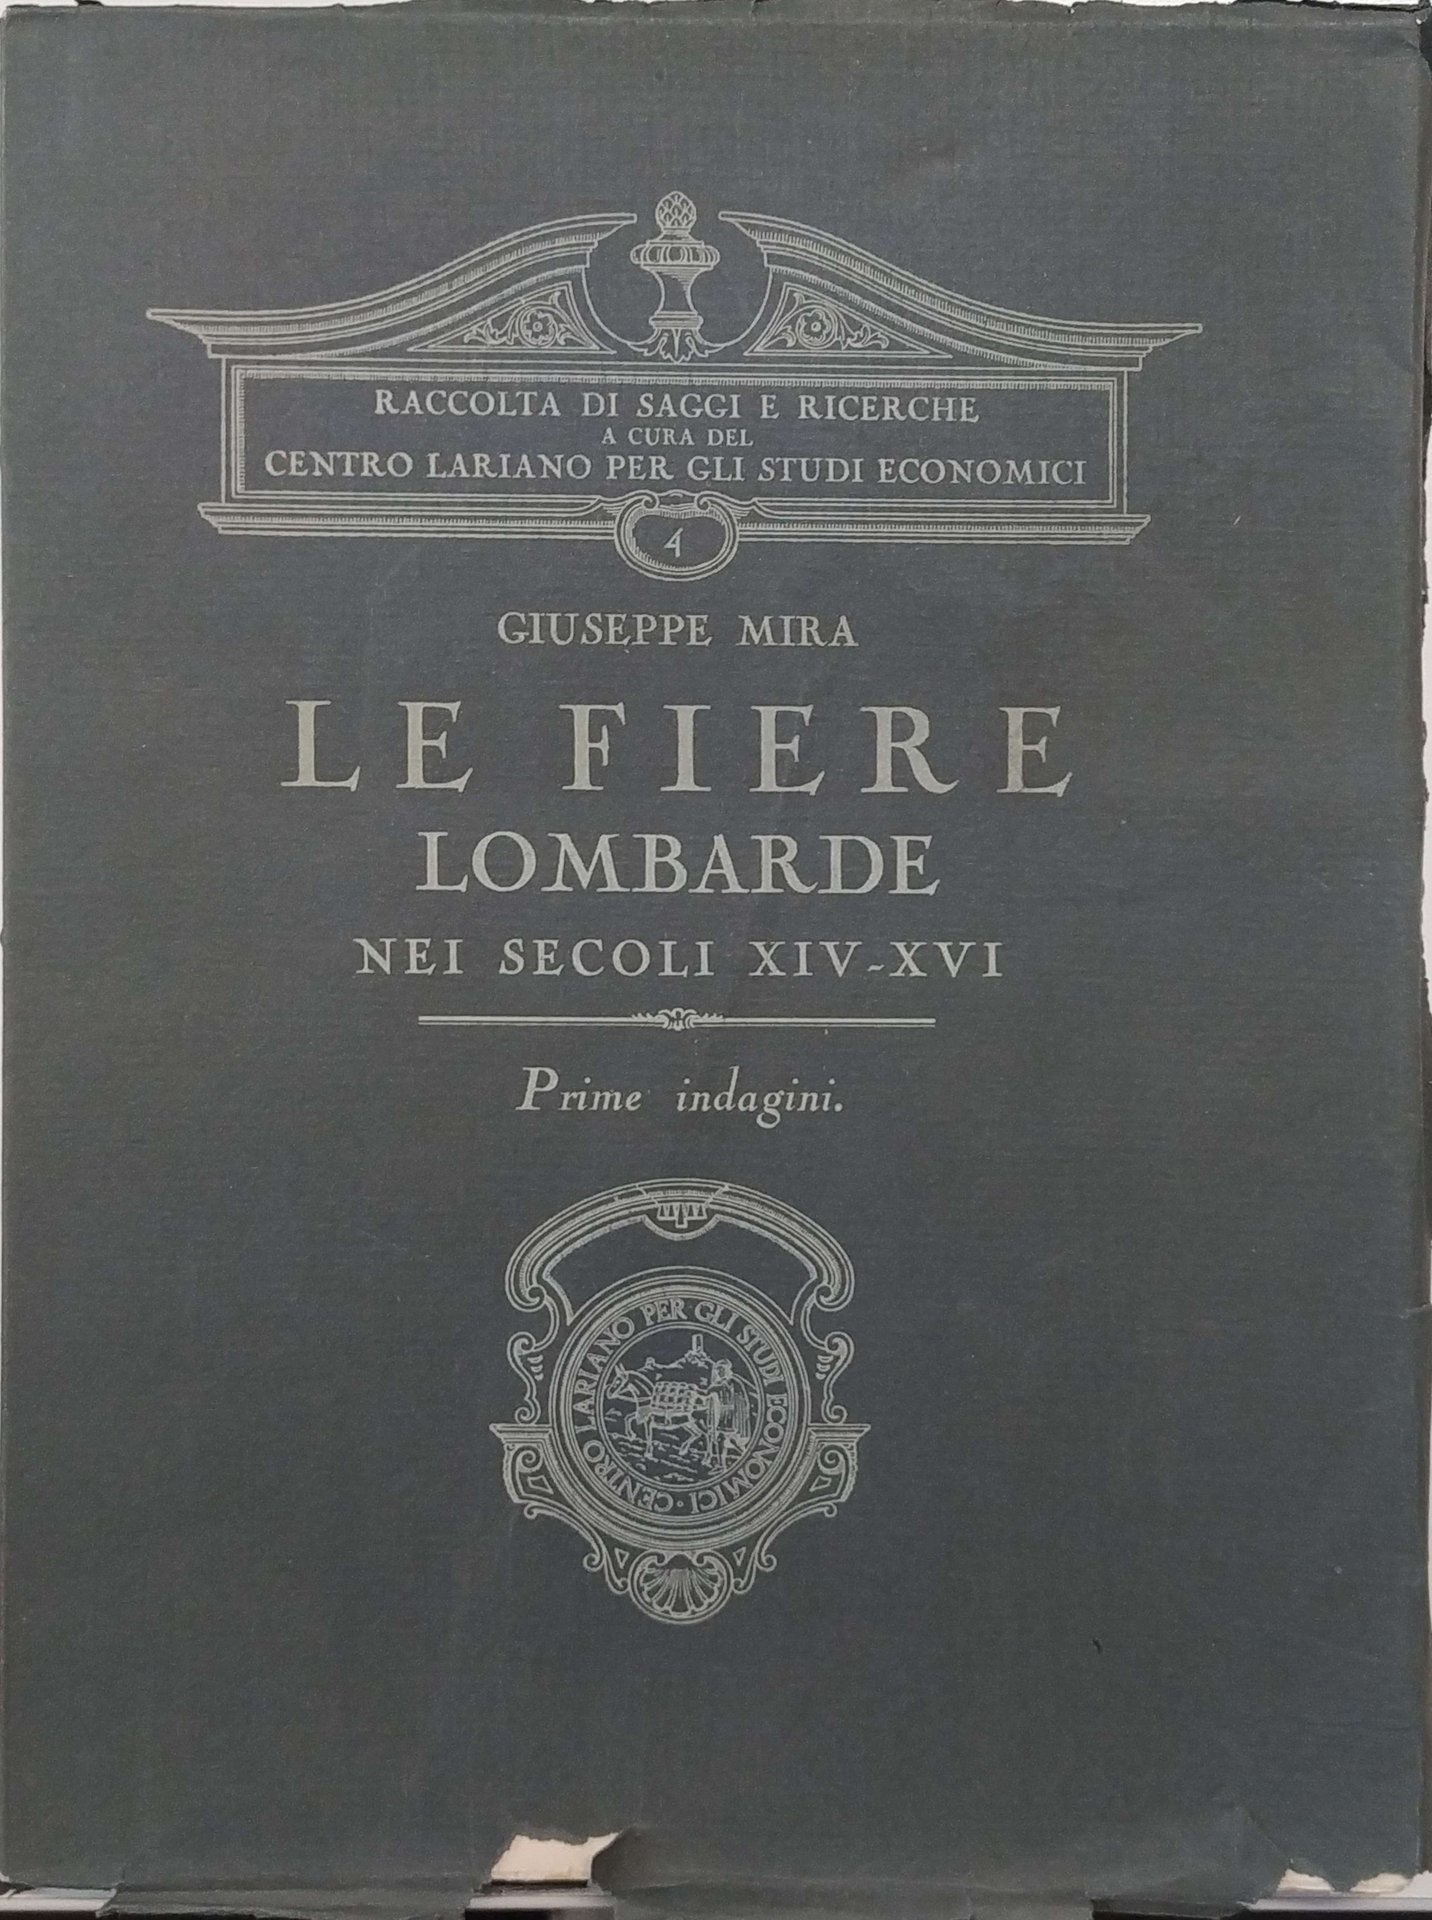 RACCOLTA DI SAGGI E RICERCHE
A CURA DEL
CENTRO LARIANO PER GLI STUDI ECONOMICI
4
GIUSEPPE MIRA
LE FIERE
LOMBARDE
NEI SECOLI XIV-XVI
Prime indagini.
CENTRO LARIANO PER GLI STUDI ECONOMICI